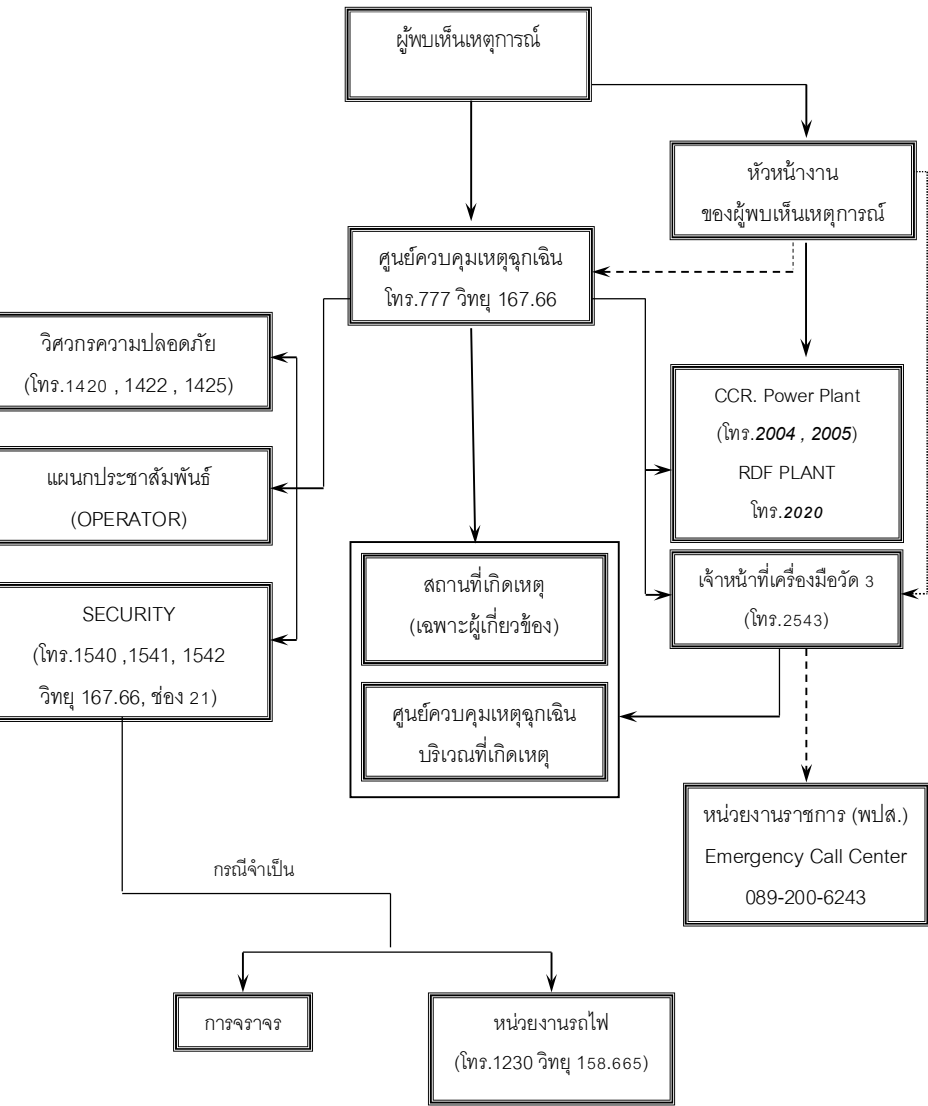 ผู้พบเห็นเหตุการณ์
หัวหน้างาน
ของผู้พบเห็นเหตุการณ์
ศูนย์ควบคุมเหตุฉุกเฉิน
โทร.777 วิทยุ 167.66
วิศวกรความปลอดภัย
(โทร.1420 , 1422 , 1425)
CCR. Power Plant
(โทร.2004 , 2005)
RDF PLANT
โทร.2020
แผนกประชาสัมพันธ์
(OPERATOR)
สถานที่เกิดเหตุ
(เฉพาะผู้เกี่ยวข้อง)
เจ้าหน้าที่เครื่องมือวัด 3
(โทร.2543)
SECURITY
(โทร.1540 ,1541, 1542
วิทยุ 167.66, ช่อง 21)
ศูนย์ควบคุมเหตุฉุกเฉิน
บริเวณที่เกิดเหตุ
หน่วยงานราชการ (พปส.)
Emergency Call Center
089-200-6243
กรณีจำเป็น
การจราจร
หน่วยงานรถไฟ
(โทร.1230 วิทยุ 158.665)